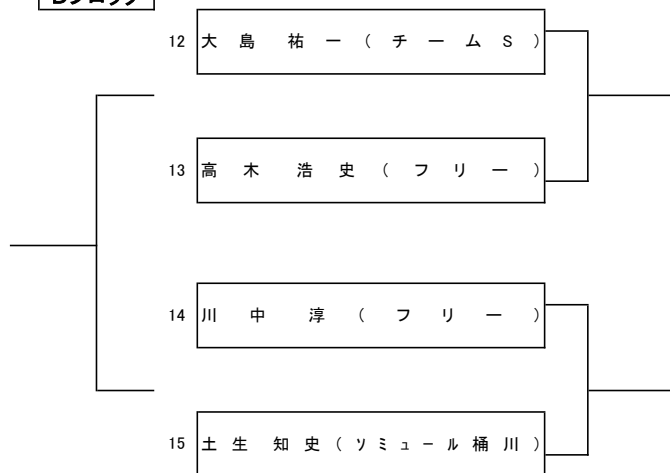 Dブロック
12 大島 祐一(チームS)
13 高木 浩史(フリー)
14 川中 淳(フリー)
15 土生 知史(ソミュール桶川)